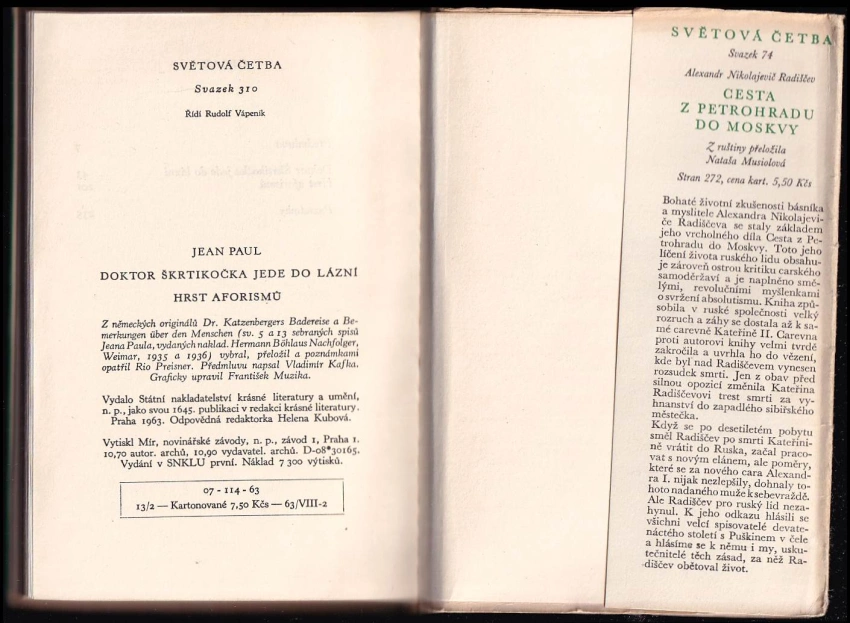 SVĚTOVÁ ČETBA
Svazek 310
Řídí Rudolf Vápeník
JEAN PAUL
DOKTOR ŠKRTIKOČKA JEDE DO LÁZNÍ
HRST AFORISMŮ
Z německých originálů Dr. Katzenbergers Badereise a Be-
merkungen über den Menschen (sv. 5 a 13 sebraných spisů
Jeana Paula, vydaných naklad. Hermann Böhlaus Nachfolger,
Weimar, 1935 a 1936) vybral, přeložil a poznámkami
opatřil Rio Preisner. Předmluvu napsal Vladimír Kafka.
Graficky upravil František Muzika.
Vydalo Státní nakladatelství krásné literatury a umění,
n. p., jako svou 1645. publikaci v redakci krásné literatury.
Praha 1963. Odpovědná redaktorka Helena Kubová.
Vytiskl Mír, novinářské závody, n. p., závod 1, Praha 1.
10,70 autor. archů, 10,90 vydavatel. archů. D-08*30165.
Vydání v SNKLU první. Náklad 7 300 výtisků.
07 - 114 - 63
13/2 — Kartonované 7,50 Kčs — 63/VIII-2
SVĚTOVÁ ČETBA
Svazek 74
Alexandr Nikolajevič Radiščev
CESTA
Z PETROHRADU
DO MOSKVY
Z ruštiny přeložila
Nataša Musiolová
Stran 272, cena kart. 5,50 Kčs
Bohaté životní zkušenosti básníka
a myslitele Alexandra Nikolajevi-
če Radiščeva se staly základem
jeho vrcholného díla Cesta z Pe-
trohradu do Moskvy. Toto jeho
líčení života ruského lidu obsahu-
je zároveň ostrou kritiku carského
samoděržaví a je naplněno smě-
lými, revolučními myšlenkami
o svržení absolutismu. Kniha způ-
sobila v ruské společnosti velký
rozruch a záhy se dostala až k sa-
mé carevně Kateřině II. Carevna
proti autorovi knihy velmi tvrdě
zakročila a uvrhla ho do vězení,
kde byl nad Radiščevem vynesen
rozsudek smrti. Jen z obav před
silnou opozicí změnila Kateřina
Radiščevovi trest smrti za vy-
hnanství do zapadlého sibiřského
městečka.
Když se po desetiletém pobytu
směl Radiščev po smrti Kateřini-
ně vrátit do Ruska, začal praco-
vat s novým elánem, ale poměry,
které se za nového cara Alexand-
ra I. nijak nezlepšily, dohnaly to-
hoto nadaného muže k sebevraždě.
Ale Radiščev pro ruský lid neza-
hynul. K jeho odkazu hlásili se
všichni velcí spisovatelé devate-
náctého století s Puškinem v čele
a hlásíme se k němu i my, usku-
tečnitelé těch zásad, za něž Ra-
diščev obětoval život.